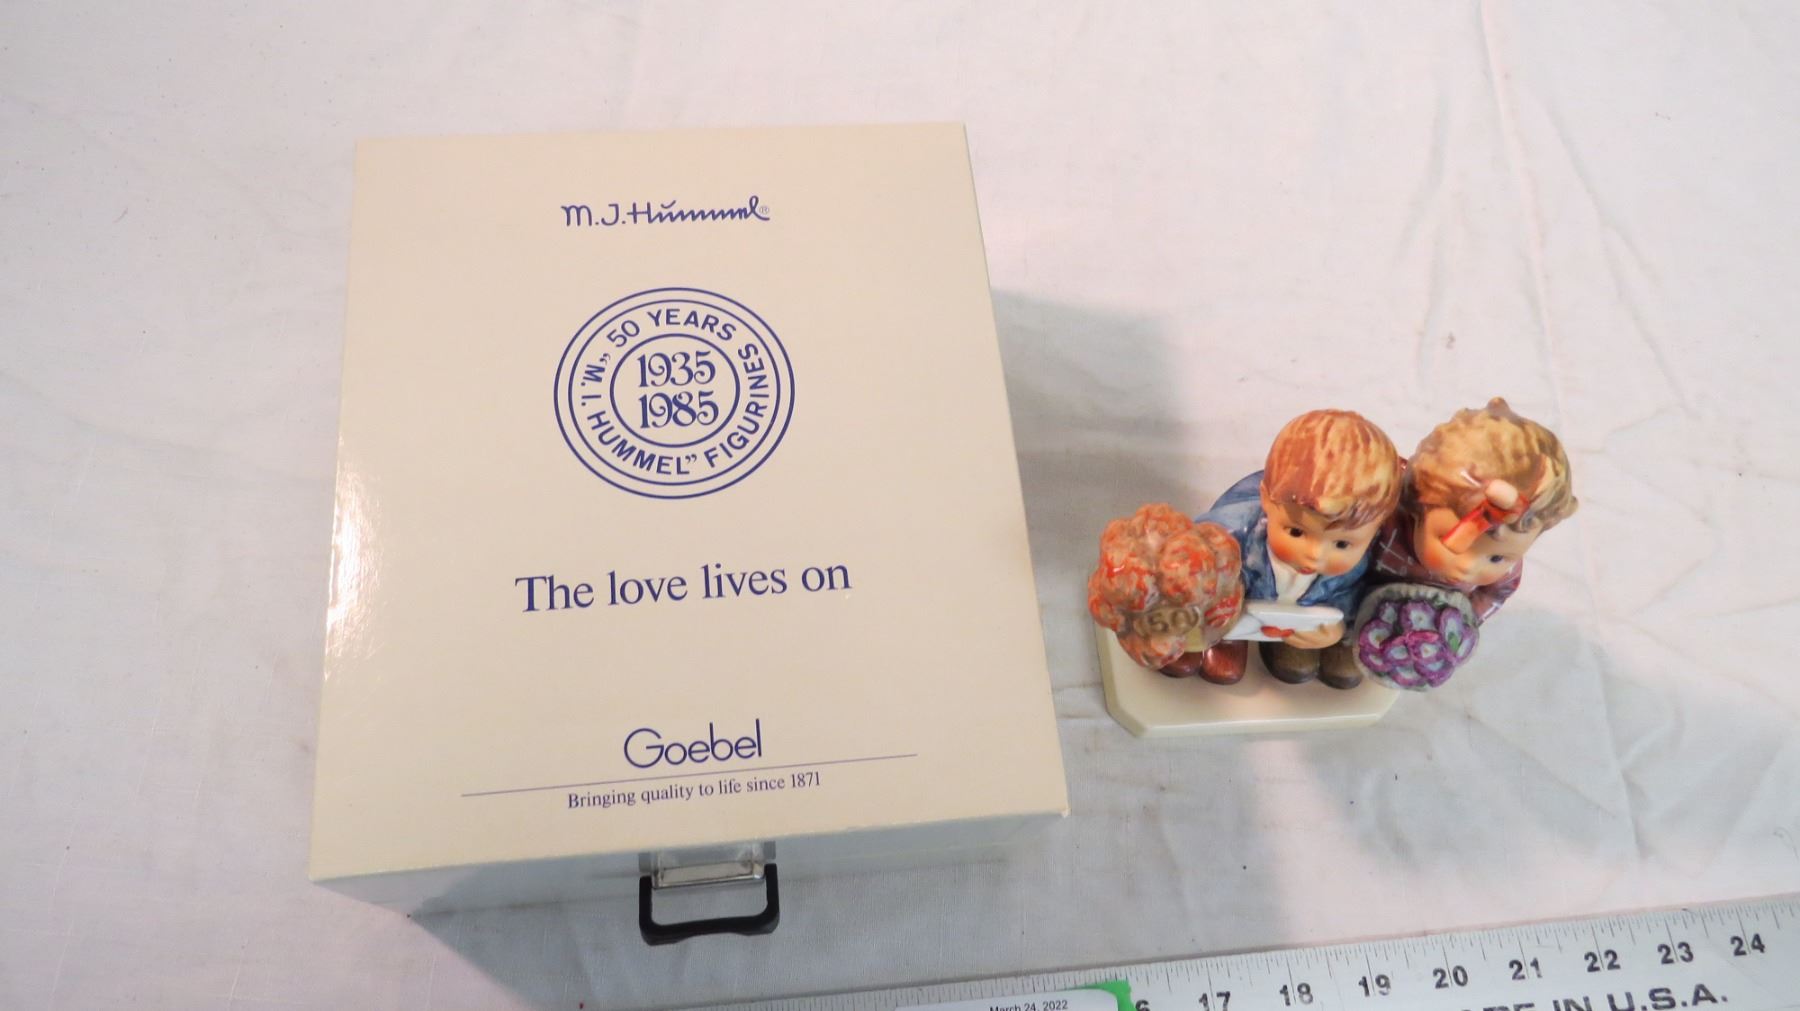 M.J.Hummel®
50 YEARS
"M. I. HUMMEL" FIGURINES
1935
1985
The love lives on
Goebel
Bringing quality to life since 1871
50
17 18 19 20 21 22 23 24
IN U.S.A.
March 24, 2022